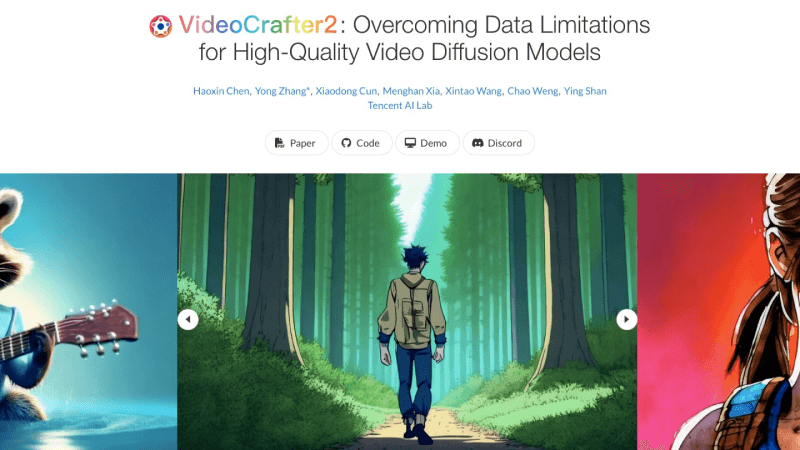 VideoCrafter2: Overcoming Data Limitations
for High-Quality Video Diffusion Models
Haoxin Chen, Yong Zhang*, Xiaodong Cun, Menghan Xia, Xintao Wang, Chao Weng, Ying Shan
Tencent AI Lab
Paper Code Demo Discord